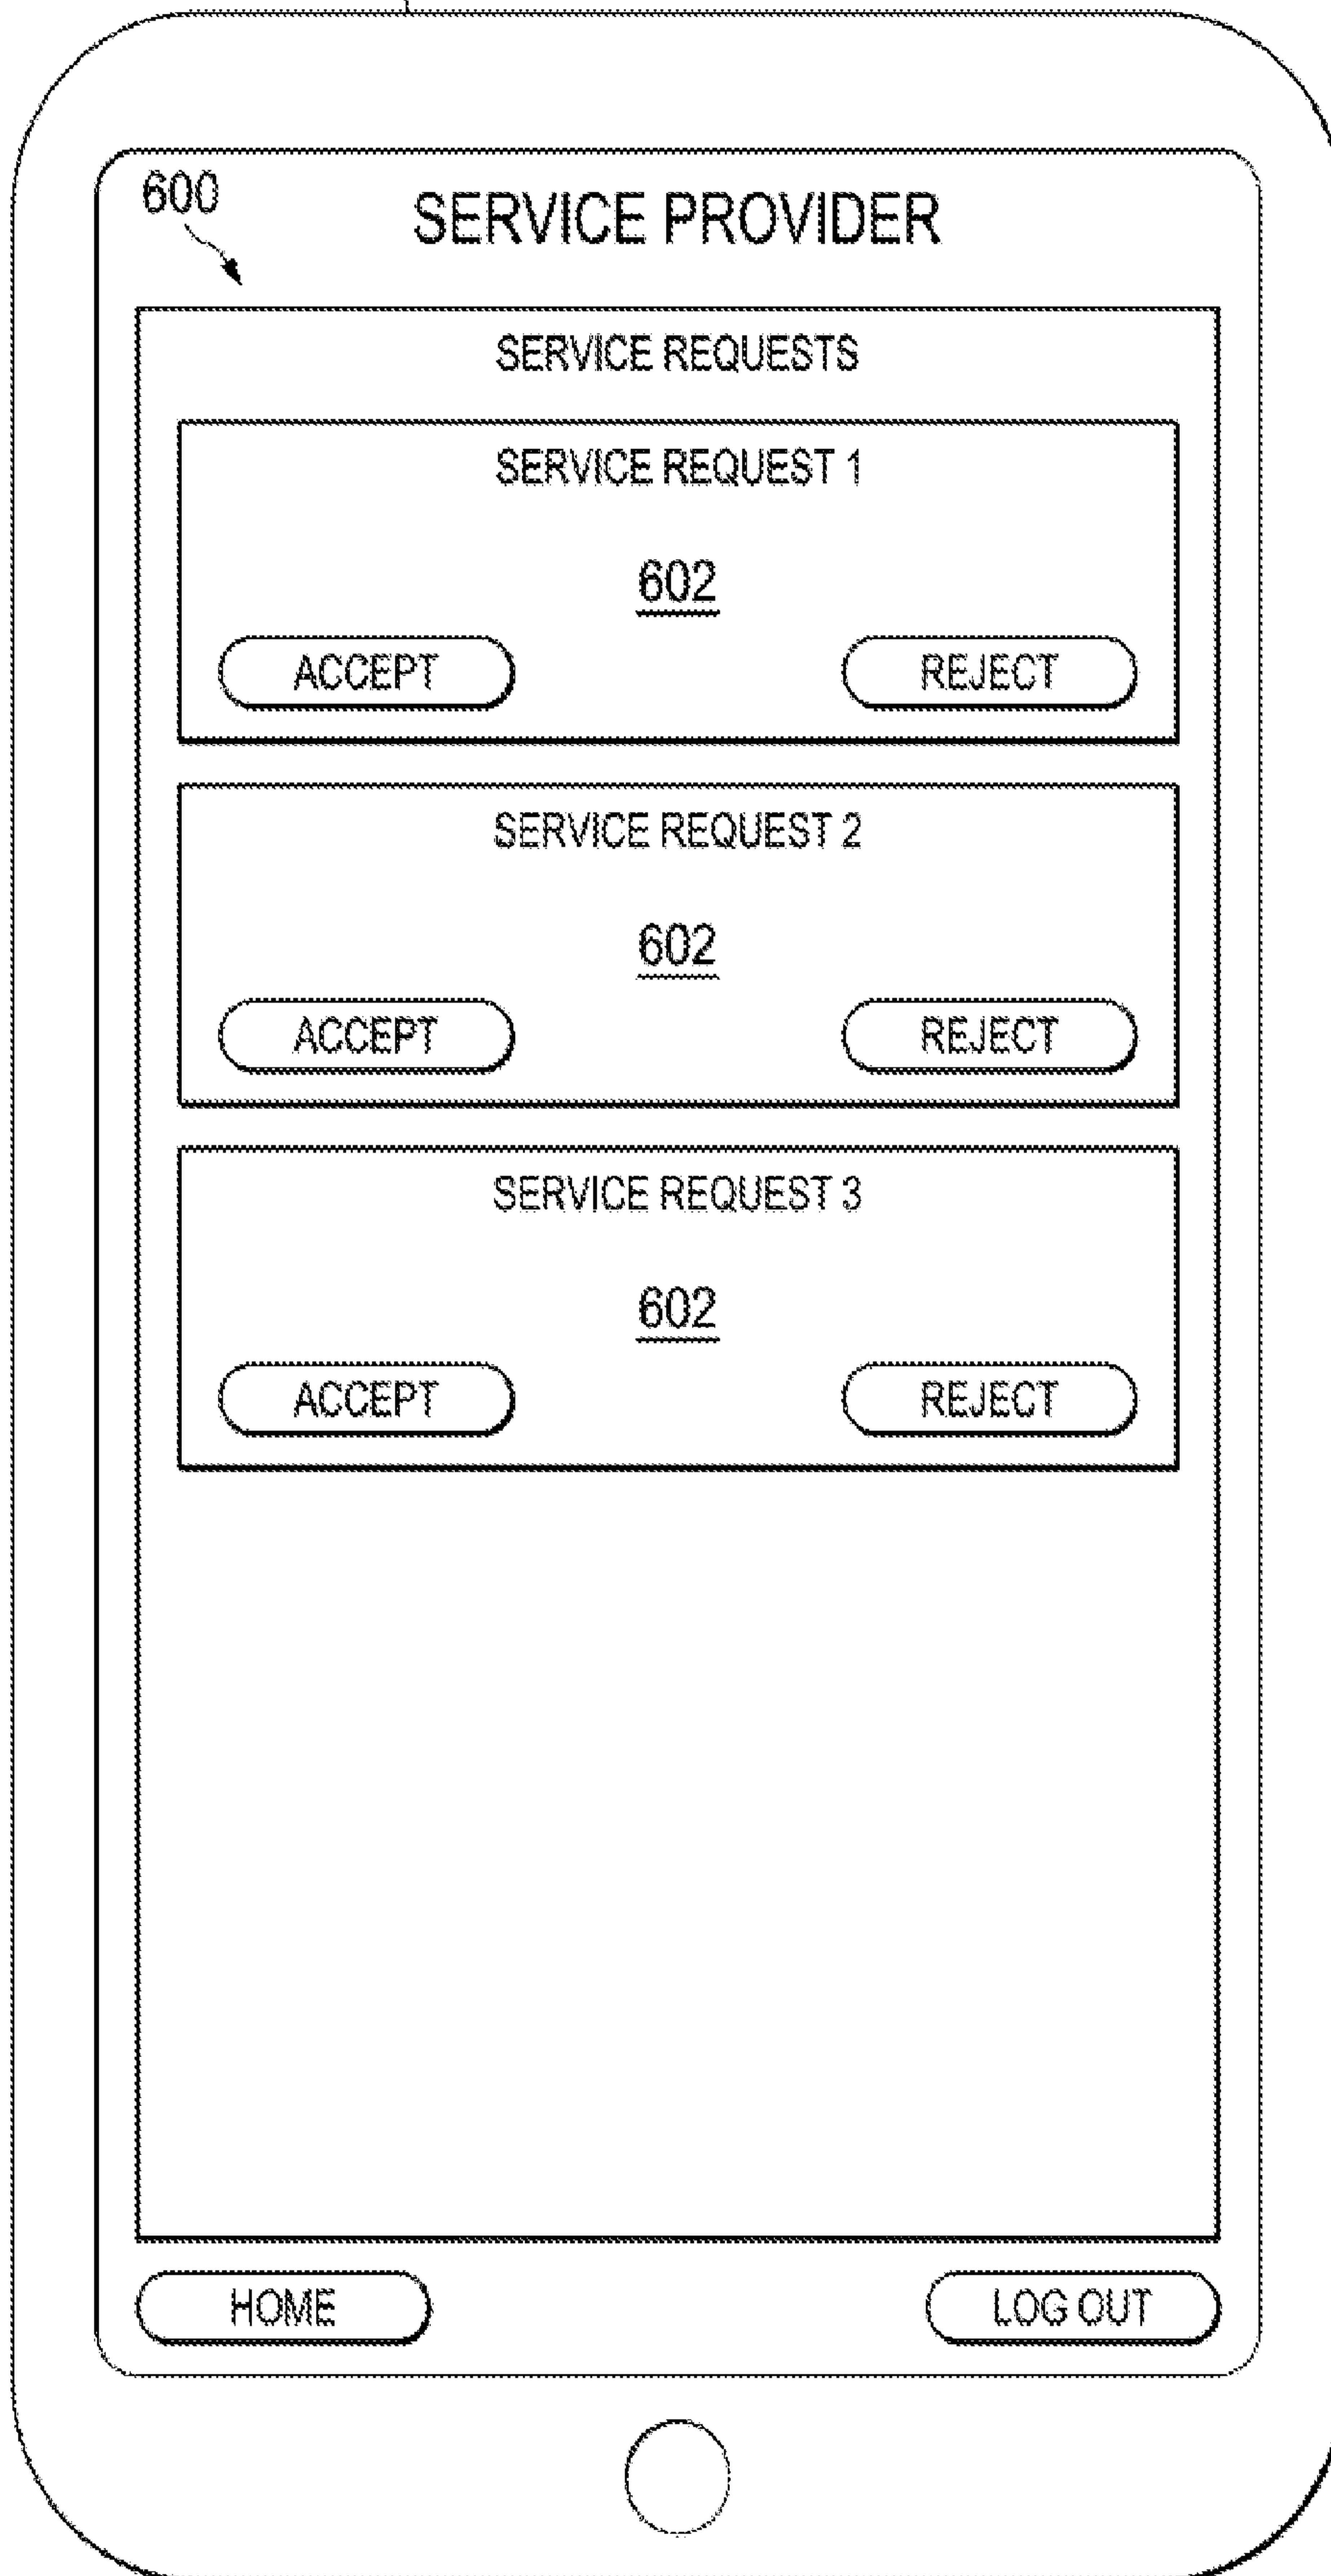 600
SERVICE PROVIDER
SERVICE REQUESTS
SERVICE REQUEST 1
602
ACCEPT REJECT
SERVICE REQUEST 2
602
ACCEPT REJECT
SERVICE REQUEST 3
602
ACCEPT REJECT
HOME LOG OUT